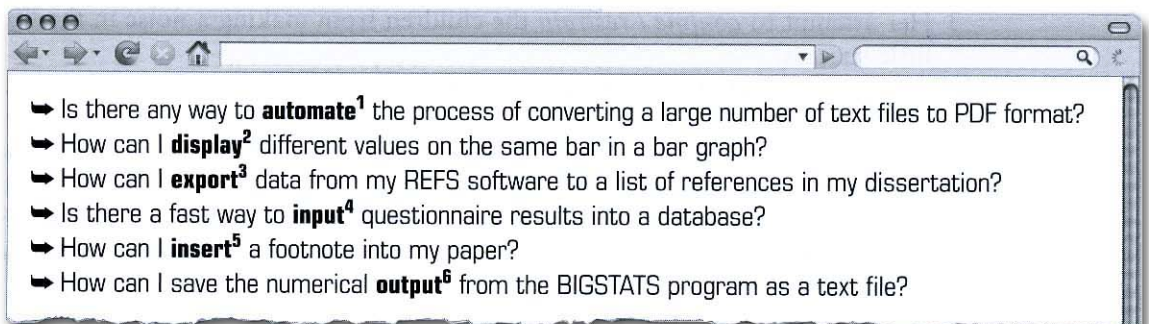 ➥ Is there any way to automate¹ the process of converting a large number of text files to PDF format?
➥ How can I display² different values on the same bar in a bar graph?
➥ How can I export³ data from my REFS software to a list of references in my dissertation?
➥ Is there a fast way to input⁴ questionnaire results into a database?
➥ How can I insert⁵ a footnote into my paper?
➥ How can I save the numerical output⁶ from the BIGSTATS program as a text file?